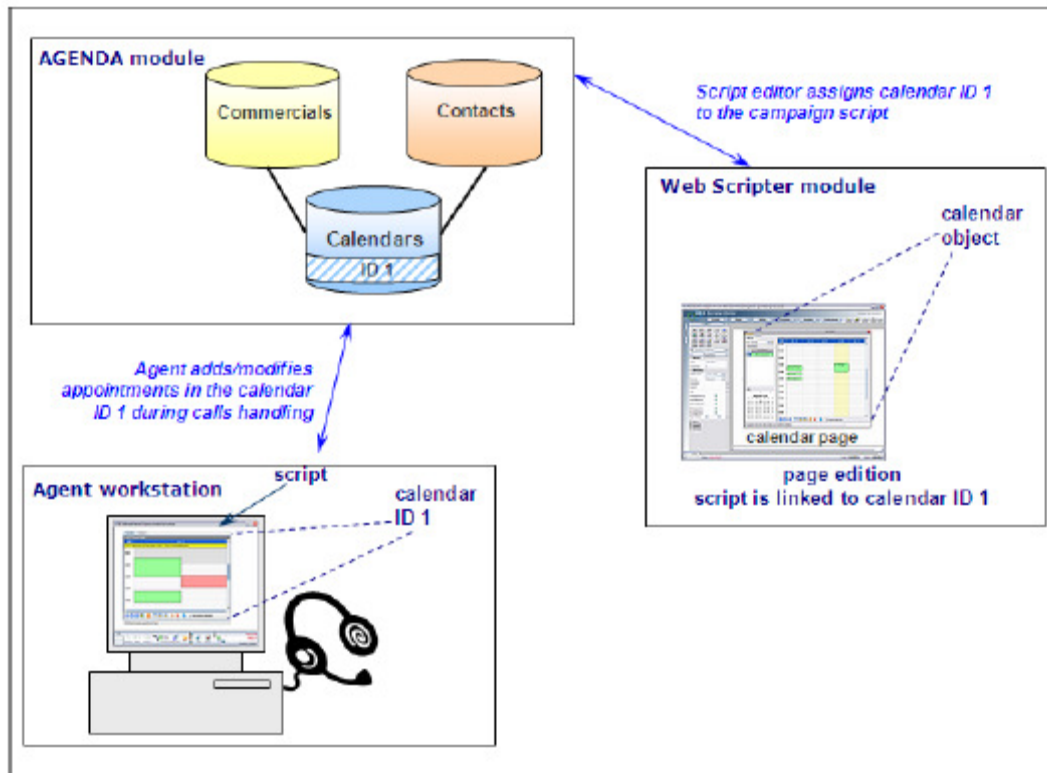 AGENDA module
Commercials
Contacts
Calendars
ID 1
Script editor assigns calendar ID 1
to the campaign script
Web Scripter module
calendar
object
calendar page
page edition
script is linked to calendar ID 1
Agent adds/modifies
appointments in the calendar
ID 1 during calls handling
Agent workstation
script
calendar
ID 1